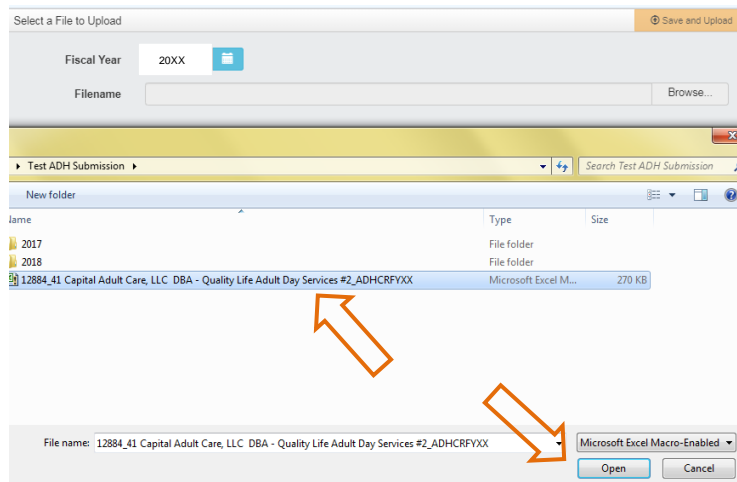 Select a File to Upload
Save and Upload
Fiscal Year 20XX
Filename Browse...
Test ADH Submission Search Test ADH Submission
New folder
Name Type Size
2017 File folder
2018 File folder
12884_41 Capital Adult Care, LLC DBA - Quality Life Adult Day Services #2_ADHCRFYXX Microsoft Excel M... 270 KB
File name: 12884_41 Capital Adult Care, LLC DBA - Quality Life Adult Day Services #2_ADHCRFYXX Microsoft Excel Macro-Enabled
Open Cancel